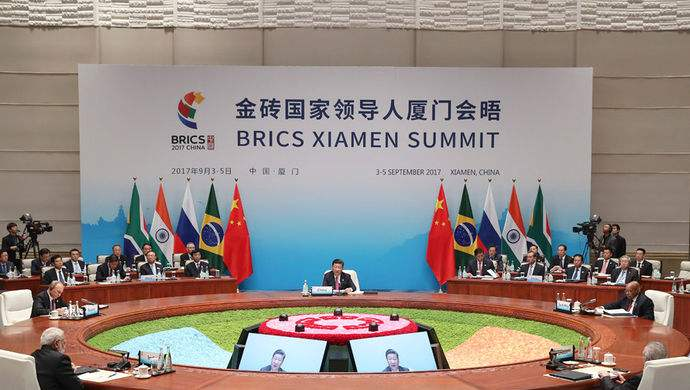 金砖国家领导人厦门会晤
BRICS XIAMEN SUMMIT
BRICS
2017 CHINA
2017年9月3-5日 中国·厦门
3-5 SEPTEMBER 2017 XIAMEN, CHINA
CHINA